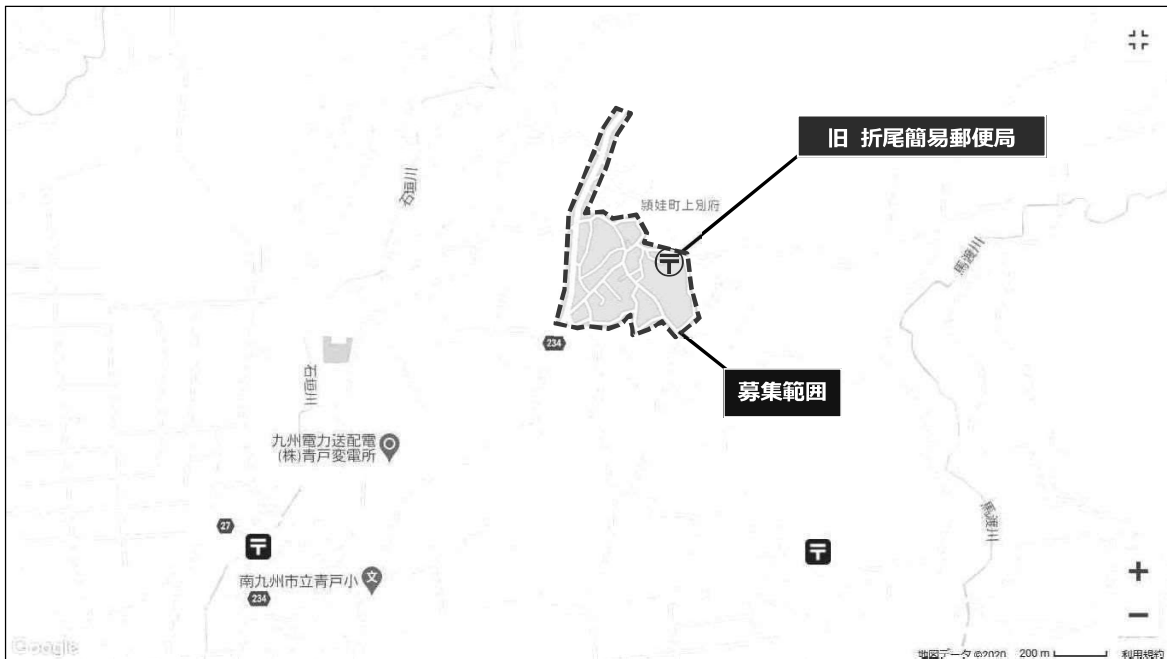 旧 折尾簡易郵便局
石垣川
頴娃町上別府
馬渡川
234
石垣川
募集範囲
九州電力送配電
(株)青戸変電所
馬渡川
27
南九州市立青戸小
文
234
Google
地図データ ©2020 200 m 利用規約